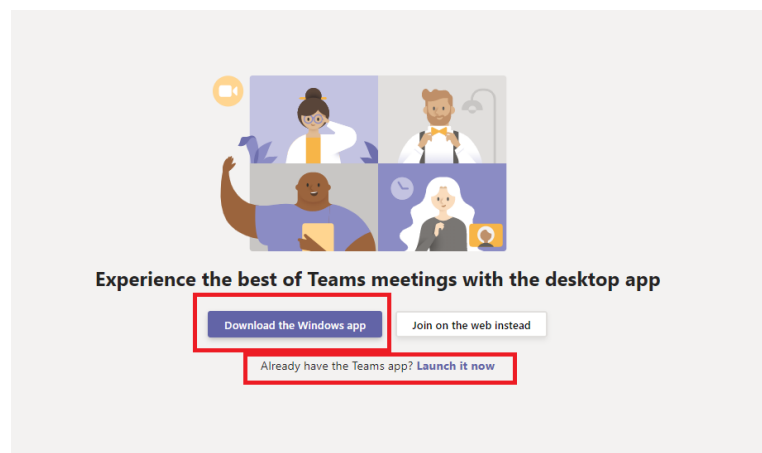 Experience the best of Teams meetings with the desktop app
Download the Windows app
Join on the web instead
Already have the Teams app? Launch it now